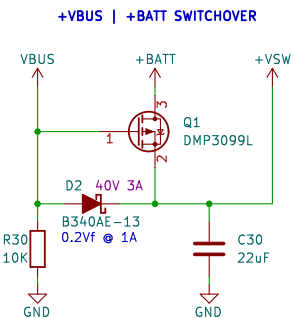 +VBUS | +BATT SWITCHOVER
VBUS
+BATT
+VSW
3
Q1
1
DMP3099L
2
D2
40V 3A
B340AE-13
0.2Vf @ 1A
R30
10K
C30
22uF
GND
GND